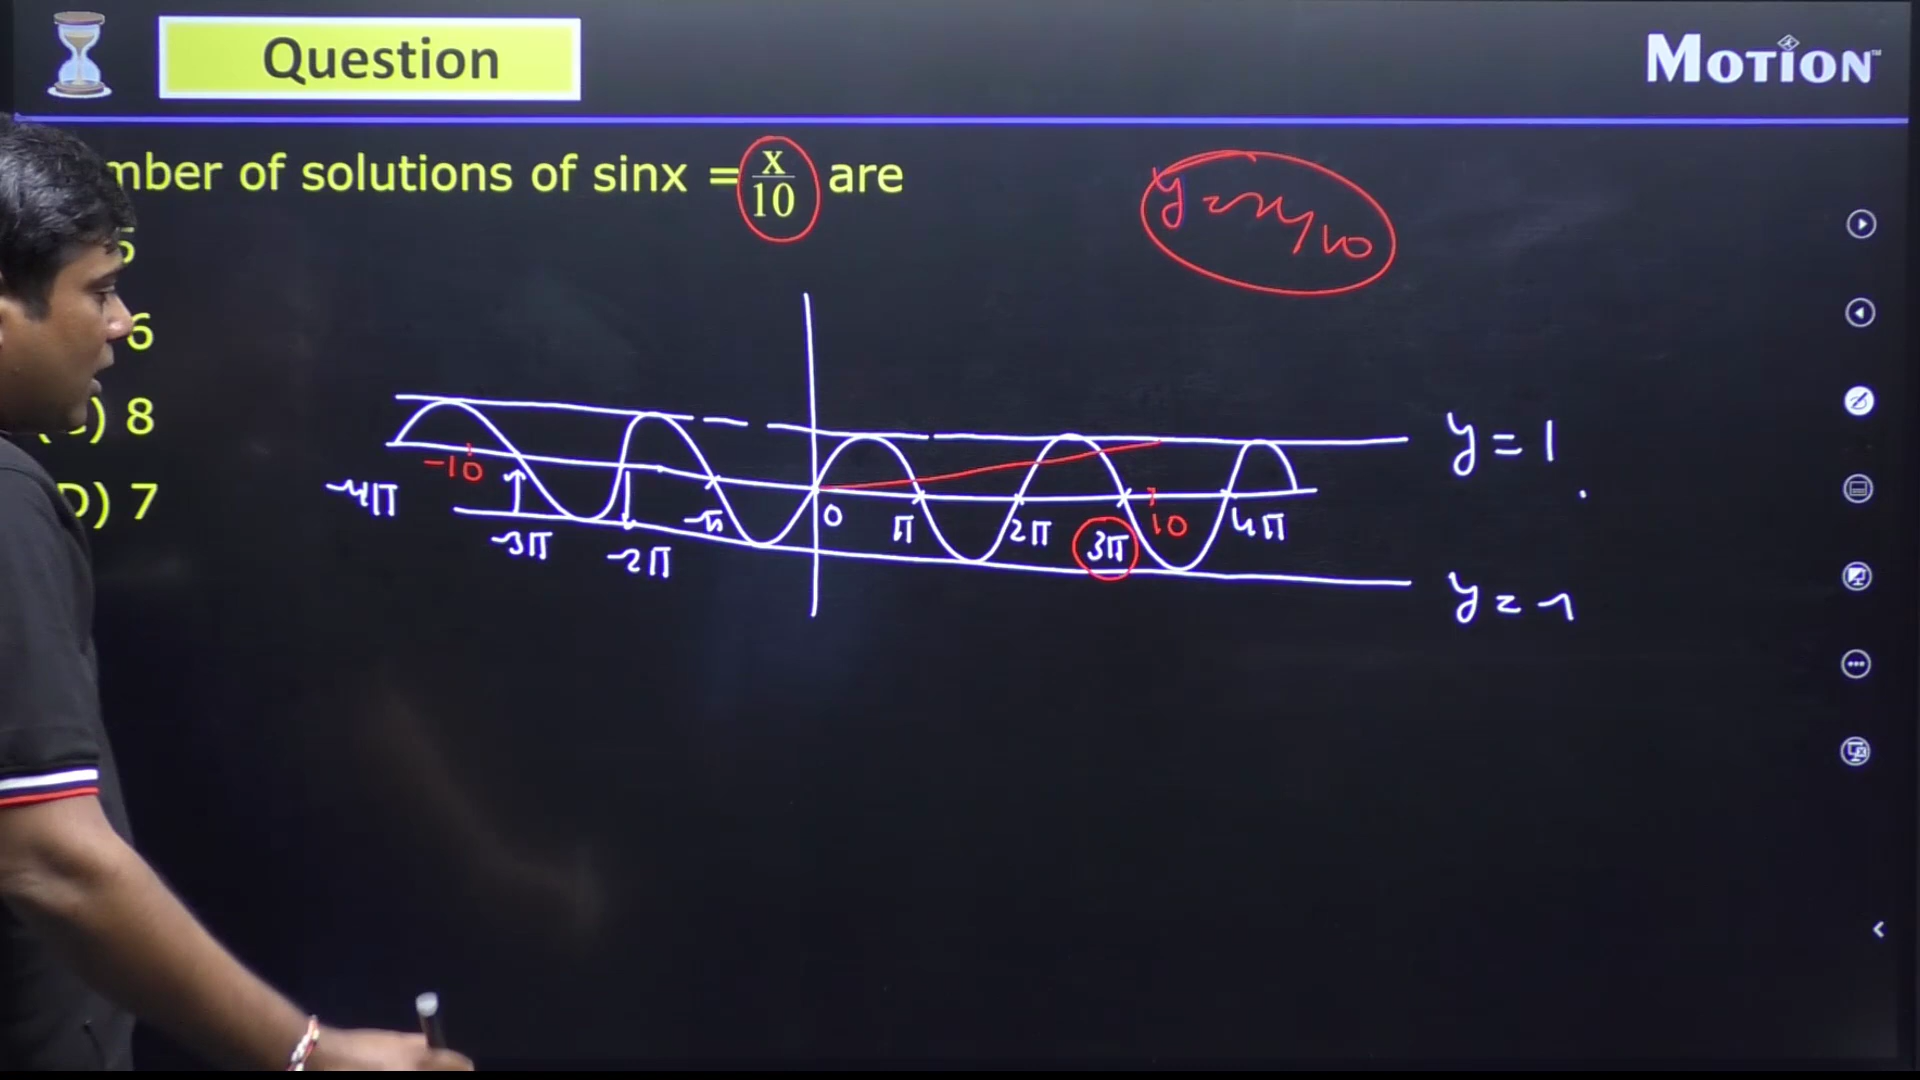 Question
MOTION
mber of solutions of sinx = x/10 are
y = x/10
5
6
) 8
D) 7
y = 1
-10
-4π
-3π
-2π
-π
0
π
2π
3π
10
4π
y = -1